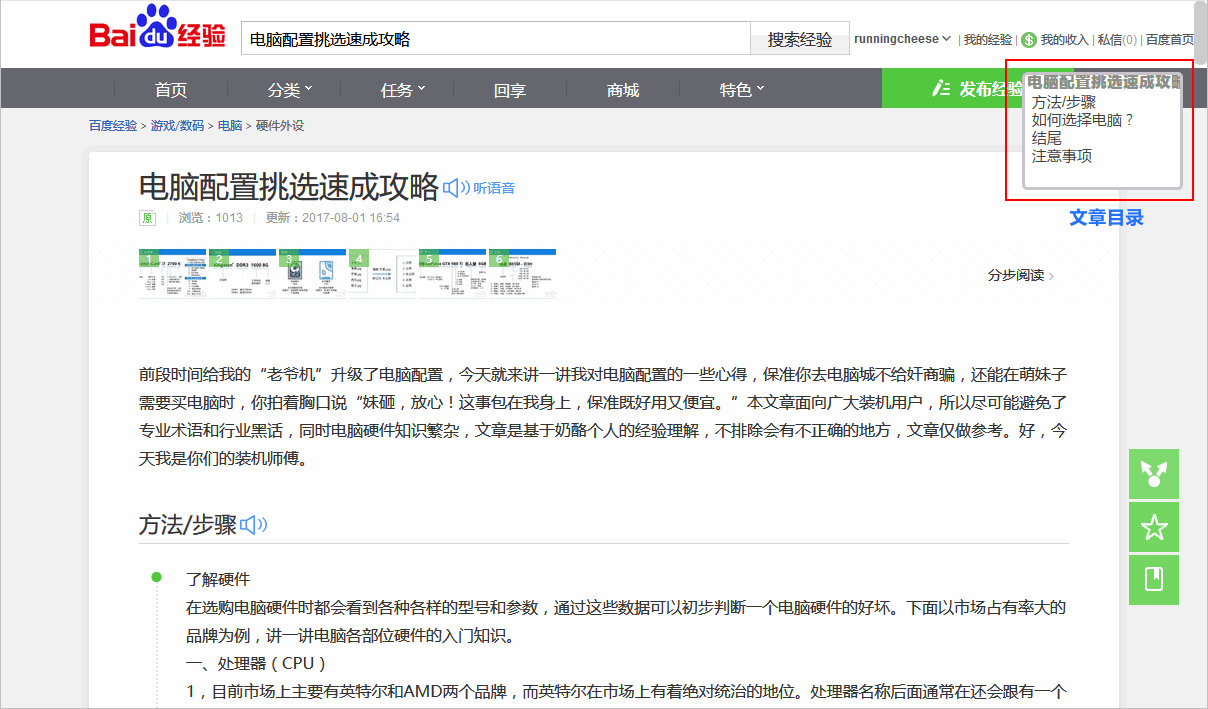 Bai du 经验
电脑配置挑选速成攻略
搜索经验
runningcheese
| 我的经验 | $ 我的收入 | 私信(0) | 百度首页
首页 分类 任务 回享 商城 特色 发布经验
电脑配置挑选速成攻略
方法/步骤
如何选择电脑？
结尾
注意事项
文章目录
百度经验 > 游戏/数码 > 电脑 > 硬件外设
电脑配置挑选速成攻略 听语音
原 | 浏览：1013 | 更新：2017-08-01 16:54
1 2 3 4 5 6
分步阅读
前段时间给我的“老爷机”升级了电脑配置，今天就来讲一讲我对电脑配置的一些心得，保准你去电脑城不给奸商骗，还能在萌妹子
需要买电脑时，你拍着胸口说“妹砸，放心！这事包在我身上，保准既好用又便宜。”本文章面向广大装机用户，所以尽可能避免了
专业术语和行业黑话，同时电脑硬件知识繁杂，文章是基于奶酪个人的经验理解，不排除会有不正确的地方，文章仅做参考。好，今
天我是你们的装机师傅。
方法/步骤
了解硬件
在选购电脑硬件时都会看到各种各样的型号和参数，通过这些数据可以初步判断一个电脑硬件的好坏。下面以市场占有率大的
品牌为例，讲一讲电脑各部位硬件的入门知识。
一、处理器（CPU）
1，目前市场上主要有英特尔和AMD两个品牌，而英特尔在市场上有着绝对统治的地位。处理器名称后面通常在还会跟有一个